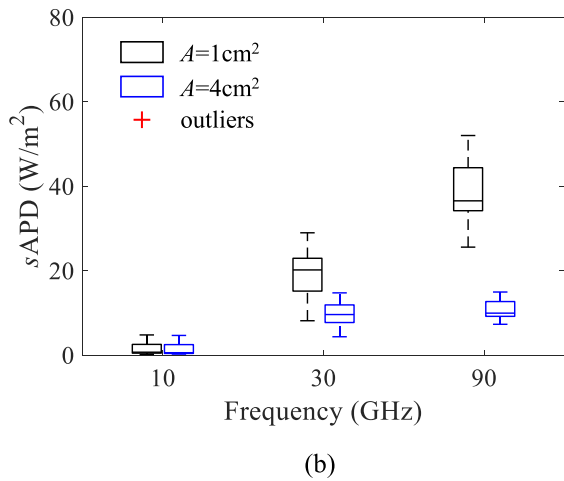 80
60
40
20
0
sAPD (W/m²)
A=1cm²
A=4cm²
outliers
10 30 90
Frequency (GHz)
(b)